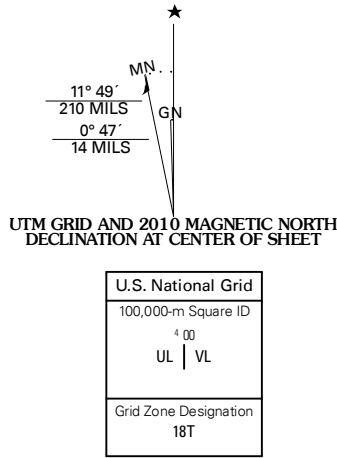 MN
11° 49´
210 MILS
GN
0° 47´
14 MILS
UTM GRID AND 2010 MAGNETIC NORTH
DECLINATION AT CENTER OF SHEET
U.S. National Grid
100,000-m Square ID
4 00
UL VL
Grid Zone Designation
18T